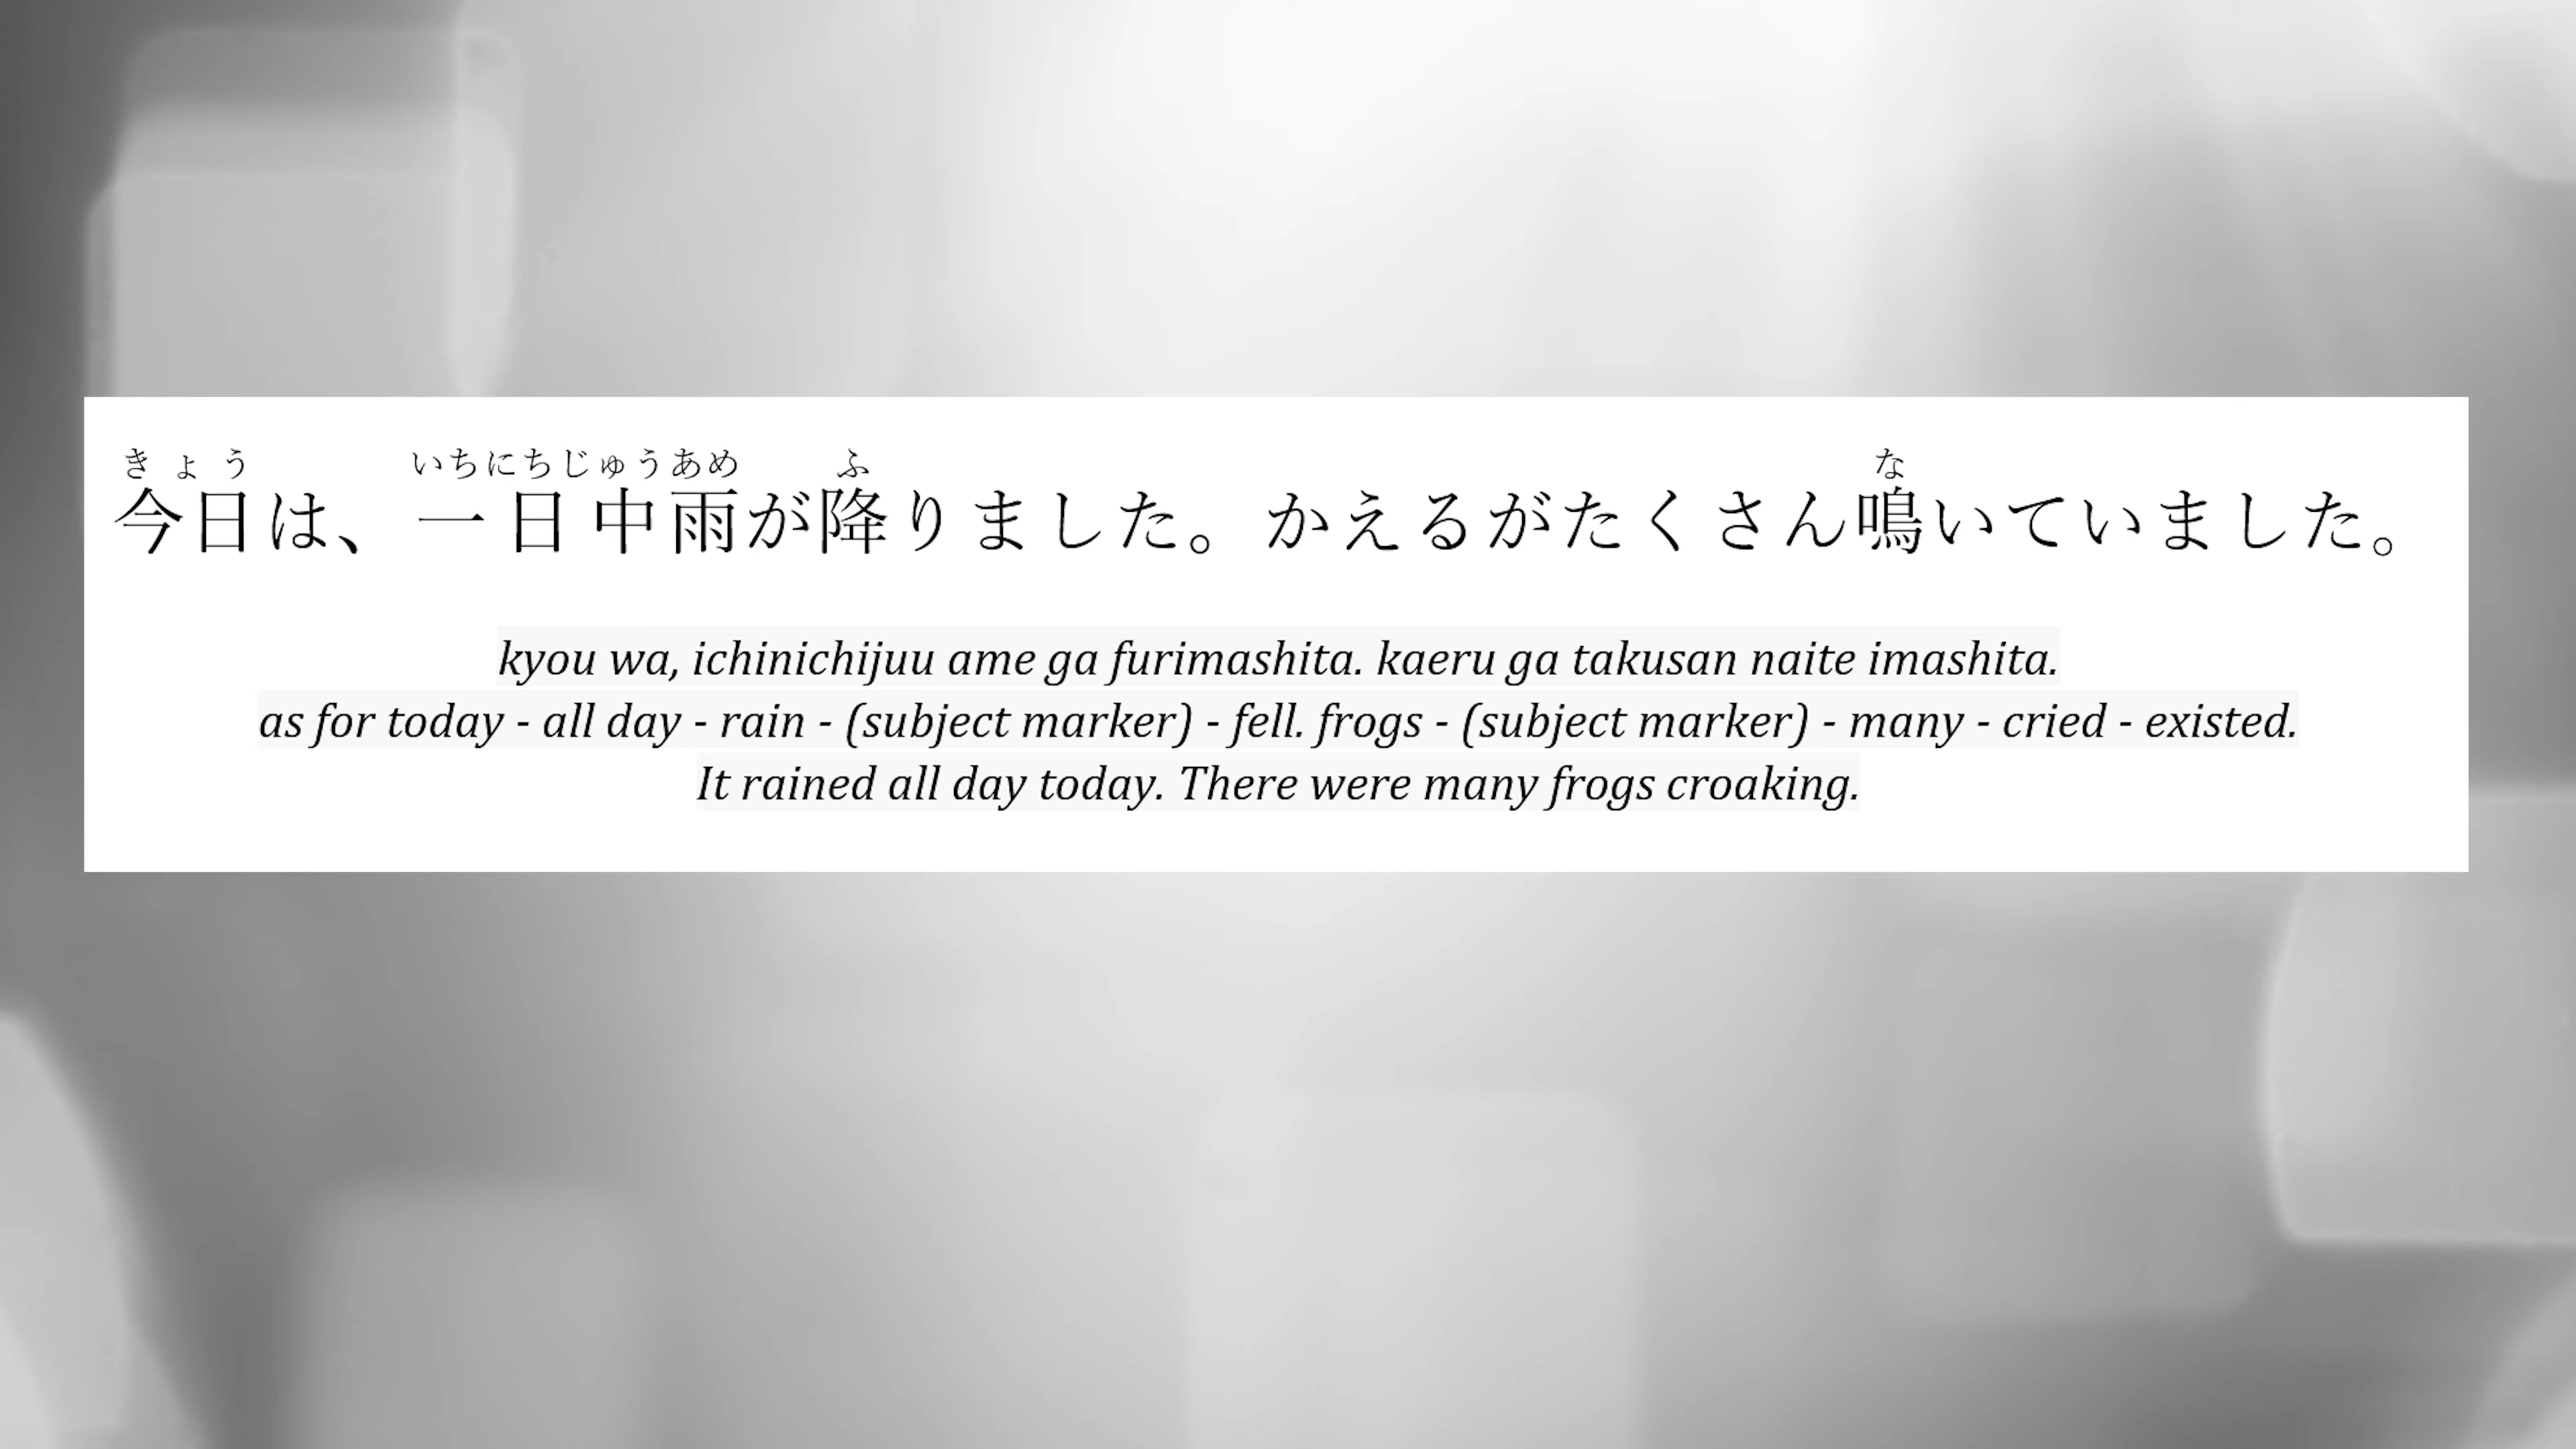 きょう いちにちじゅうあめ ふ な
今日は、一日中雨が降りました。かえるがたくさん鳴いていました。
kyou wa, ichinichijuu ame ga furimashita. kaeru ga takusan naite imashita.
as for today - all day - rain - (subject marker) - fell. frogs - (subject marker) - many - cried - existed.
It rained all day today. There were many frogs croaking.